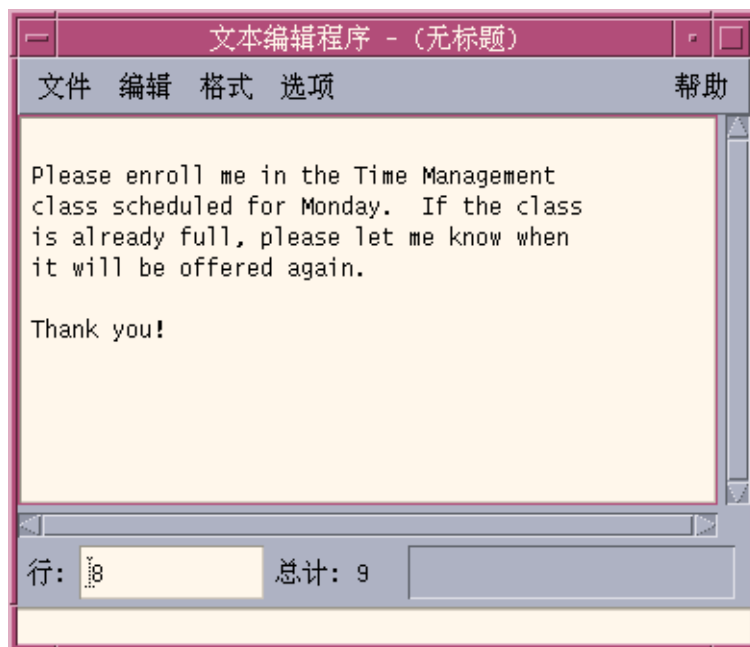 文本编辑程序 - (无标题)
文件 编辑 格式 选项 帮助
Please enroll me in the Time Management
class scheduled for Monday.  If the class
is already full, please let me know when
it will be offered again.
Thank you!
行: 8 总计: 9